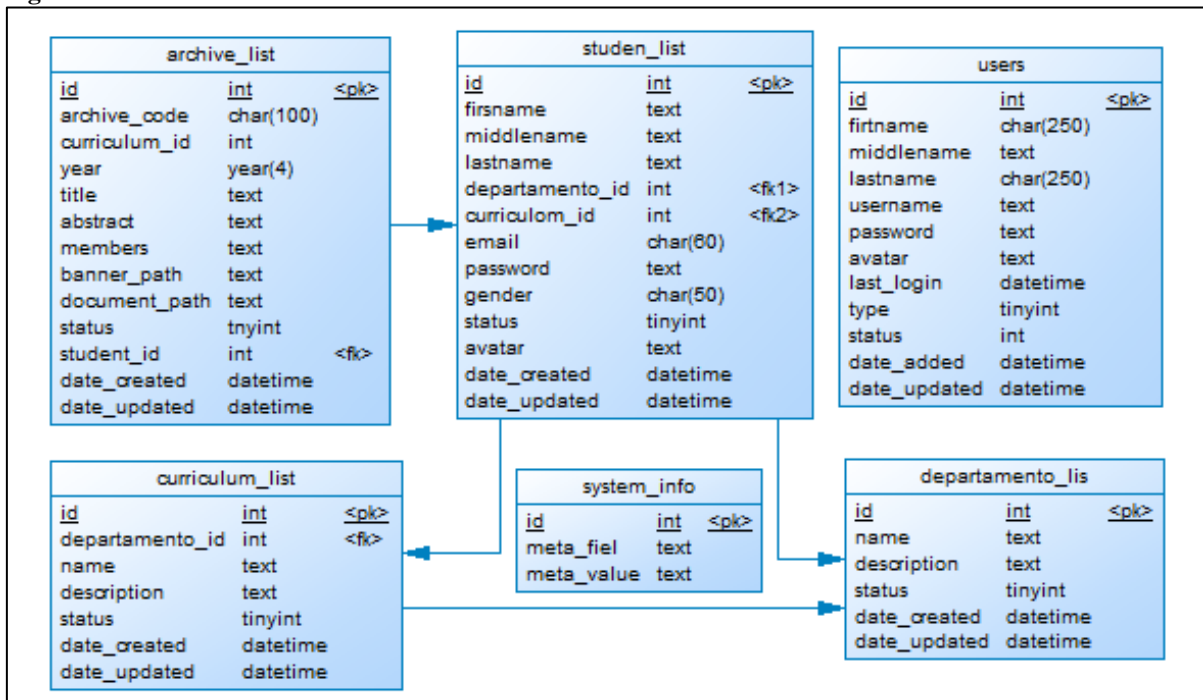 archive_list
id int <pk>
archive_code char(100)
curriculum_id int
year year(4)
title text
abstract text
members text
banner_path text
document_path text
status tnyint
student_id int <fk>
date_created datetime
date_updated datetime
studen_list
id int <pk>
firsname text
middlename text
lastname text
departamento_id int <fk1>
curriculom_id int <fk2>
email char(60)
password text
gender char(50)
status tinyint
avatar text
date_created datetime
date_updated datetime
users
id int <pk>
firtname char(250)
middlename text
lastname char(250)
username text
password text
avatar text
last_login datetime
type tinyint
status int
date_added datetime
date_updated datetime
curriculum_list
id int <pk>
departamento_id int <fk>
name text
description text
status tinyint
date_created datetime
date_updated datetime
system_info
id int <pk>
meta_fiel text
meta_value text
departamento_lis
id int <pk>
name text
description text
status tinyint
date_created datetime
date_updated datetime